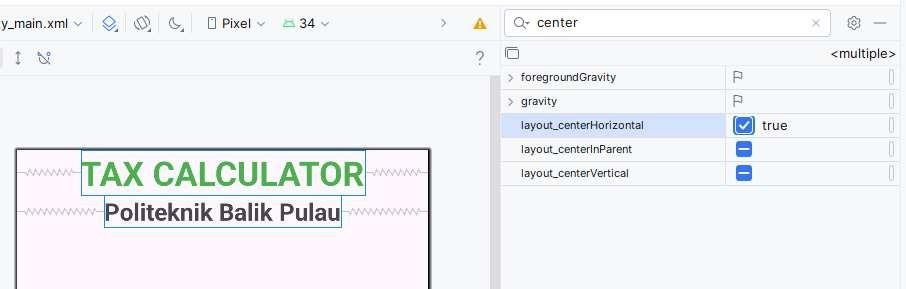 y_main.xml
Pixel
34
center
?
<multiple>
foregroundGravity
gravity
layout_centerHorizontal
true
layout_centerInParent
layout_centerVertical
TAX CALCULATOR
Politeknik Balik Pulau